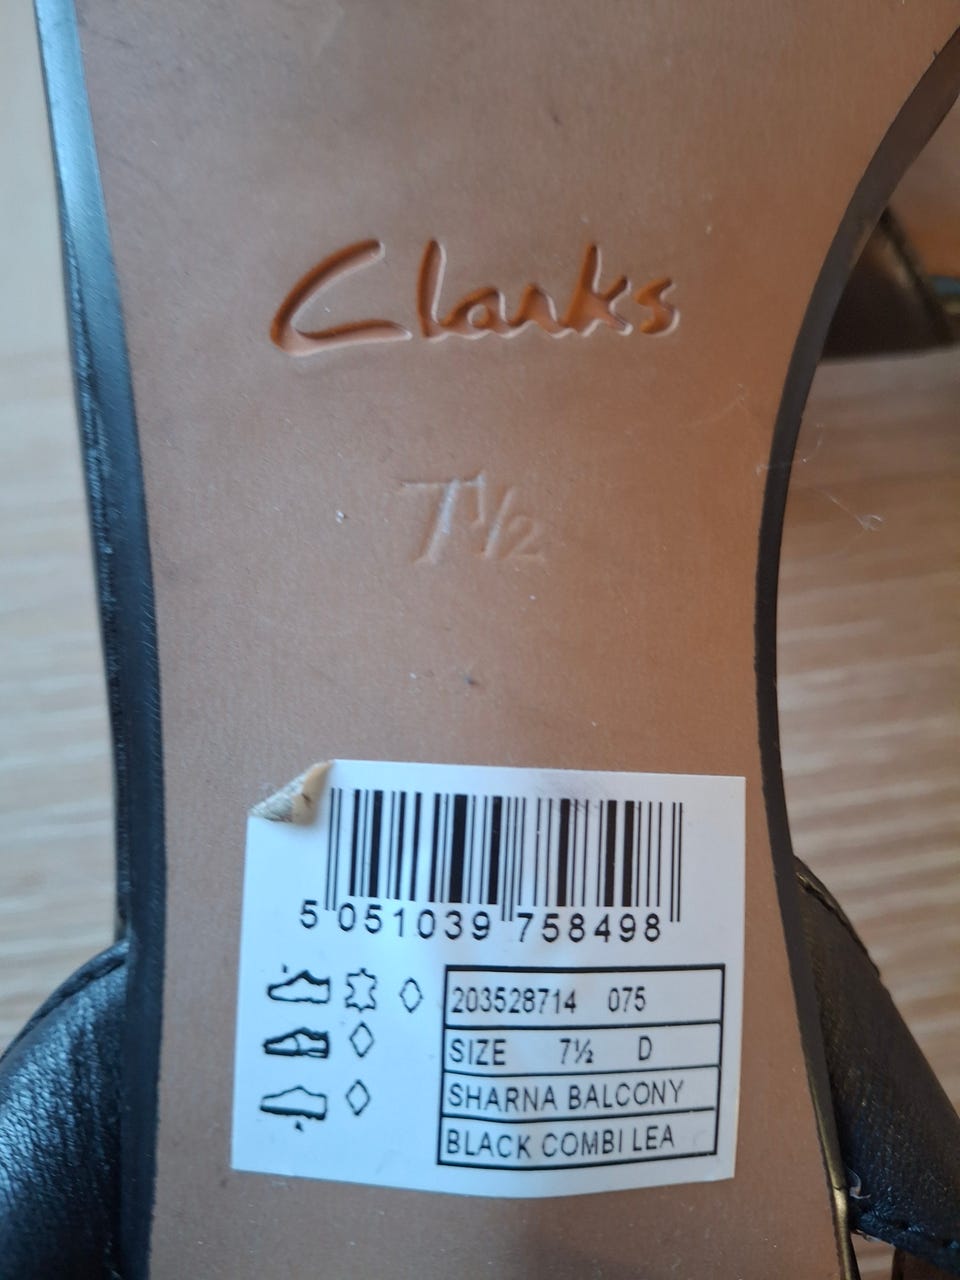 Clarks
7½
5 051039 758498
203528714 075
SIZE 7½ D
SHARNA BALCONY
BLACK COMBI LEA